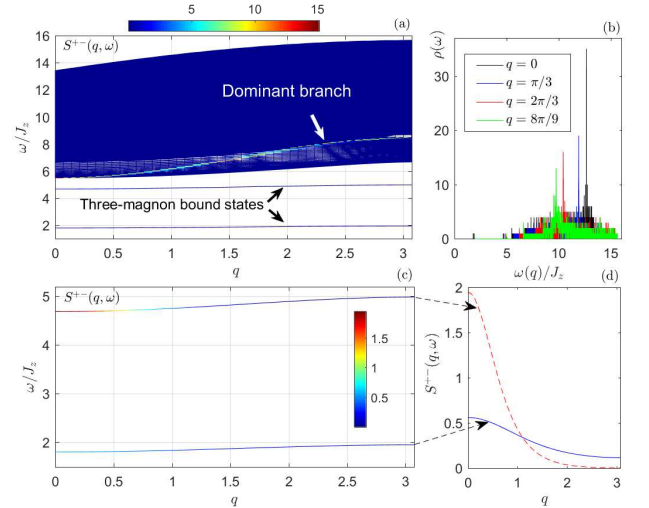 0 5 10 15
(a)
S⁺⁻(q, ω)
16
14
12
10
8
6
4
2
ω/J_z
Dominant branch
Three-magnon bound states
0 0.5 1 1.5 2 2.5 3
q
(b)
ρ(ω)
30
20
10
0
q = 0
q = π/3
q = 2π/3
q = 8π/9
0 5 10 15
ω(q)/J_z
(c)
S⁺⁻(q, ω)
5
4
3
2
ω/J_z
1.5
1
0.5
0 0.5 1 1.5 2 2.5 3
q
(d)
S⁺⁻(q, ω)
2
1.5
1
0.5
0
0 1 2 3
q